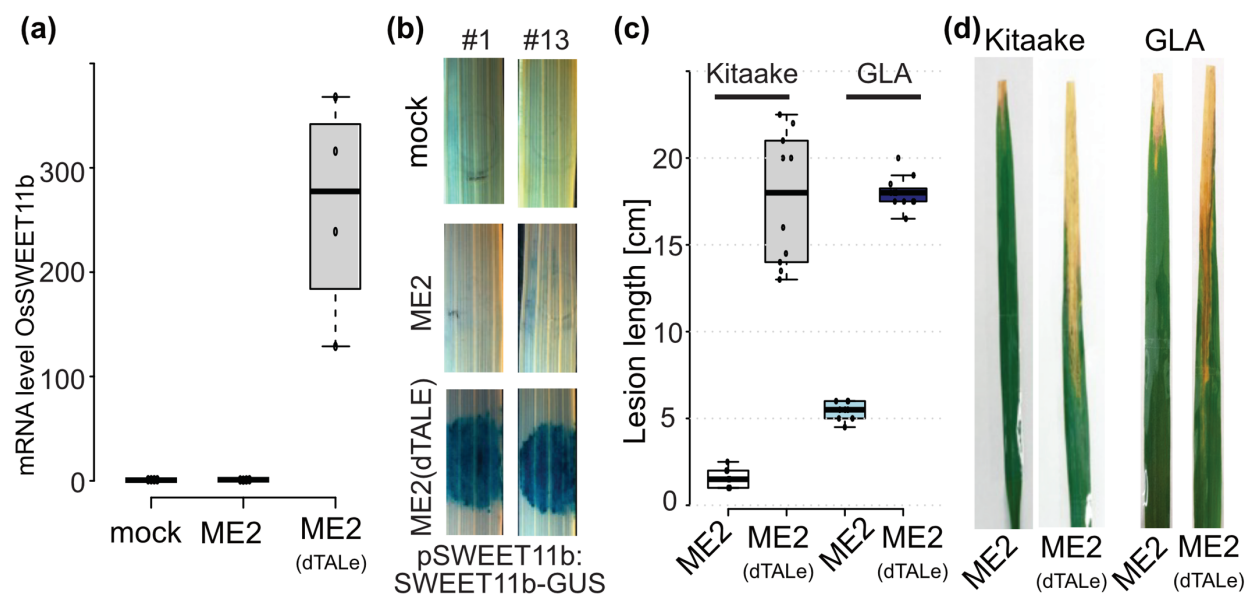 (a)
mRNA level OsSWEET11b
300
200
100
0
mock
ME2
ME2
(dTALe)
(b)
#1
#13
mock
ME2
ME2(dTALE)
pSWEET11b:
SWEET11b-GUS
(c)
Kitaake
GLA
Lesion length [cm]
20
15
10
5
0
ME2
ME2
(dTALe)
ME2
ME2
(dTALe)
(d)
Kitaake
GLA
ME2
ME2
(dTALe)
ME2
ME2
(dTALe)